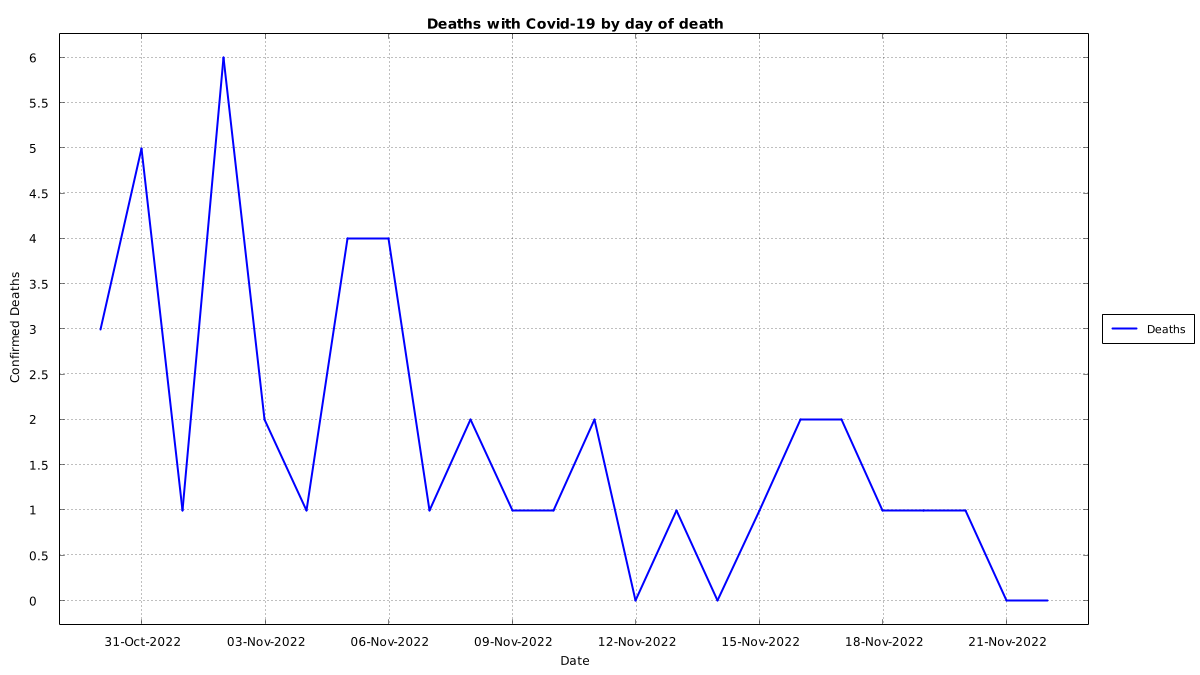 Deaths with Covid-19 by day of death
6
5.5
5
4.5
4
3.5
3
2.5
2
1.5
1
0.5
0
Confirmed Deaths
31-Oct-2022 03-Nov-2022 06-Nov-2022 09-Nov-2022 12-Nov-2022 15-Nov-2022 18-Nov-2022 21-Nov-2022
Date
Deaths